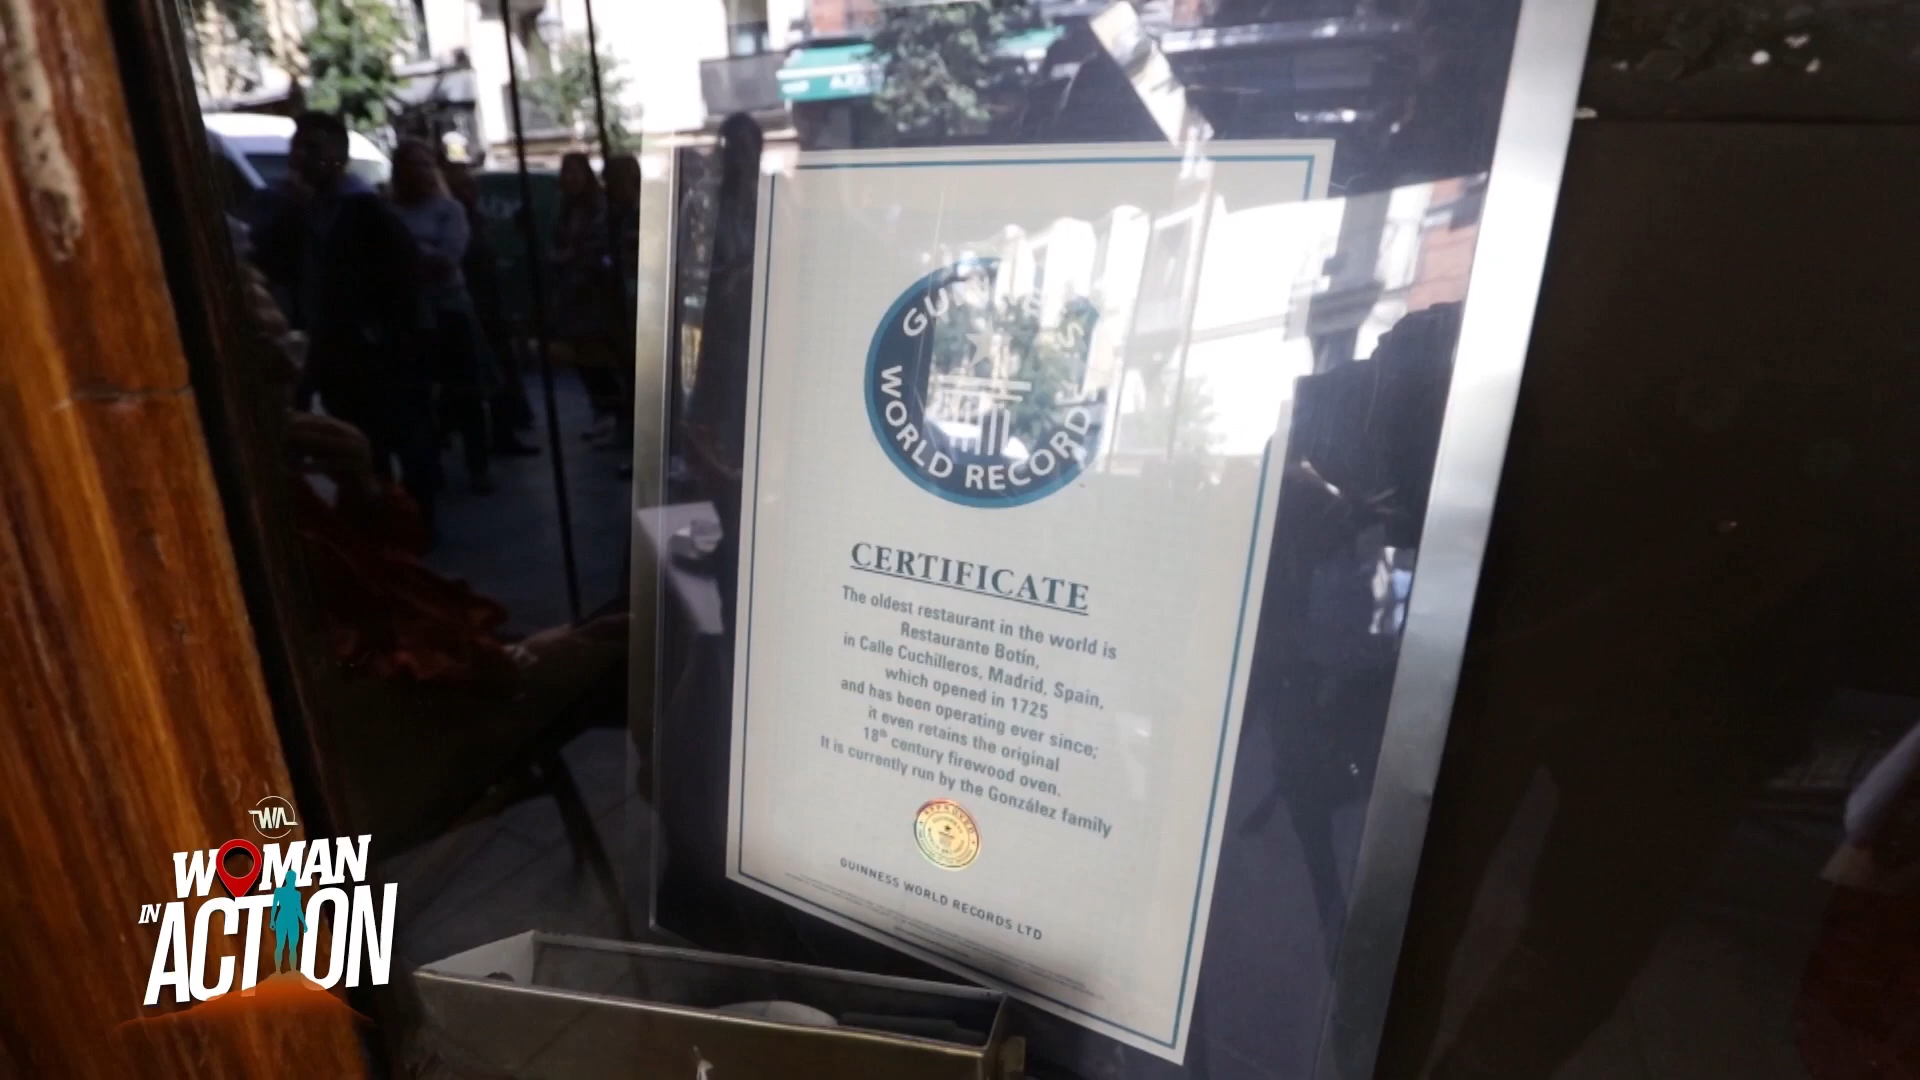 GUINNESS
WORLD RECORDS
CERTIFICATE
The oldest restaurant in the world is
Restaurante Botín,
in Calle Cuchilleros, Madrid, Spain,
which opened in 1725
and has been operating ever since;
it even retains the original
18th century firewood oven.
It is currently run by the González family
APPROVED
GUINNESS WORLD RECORDS LTD
WA
WOMAN
IN ACTION